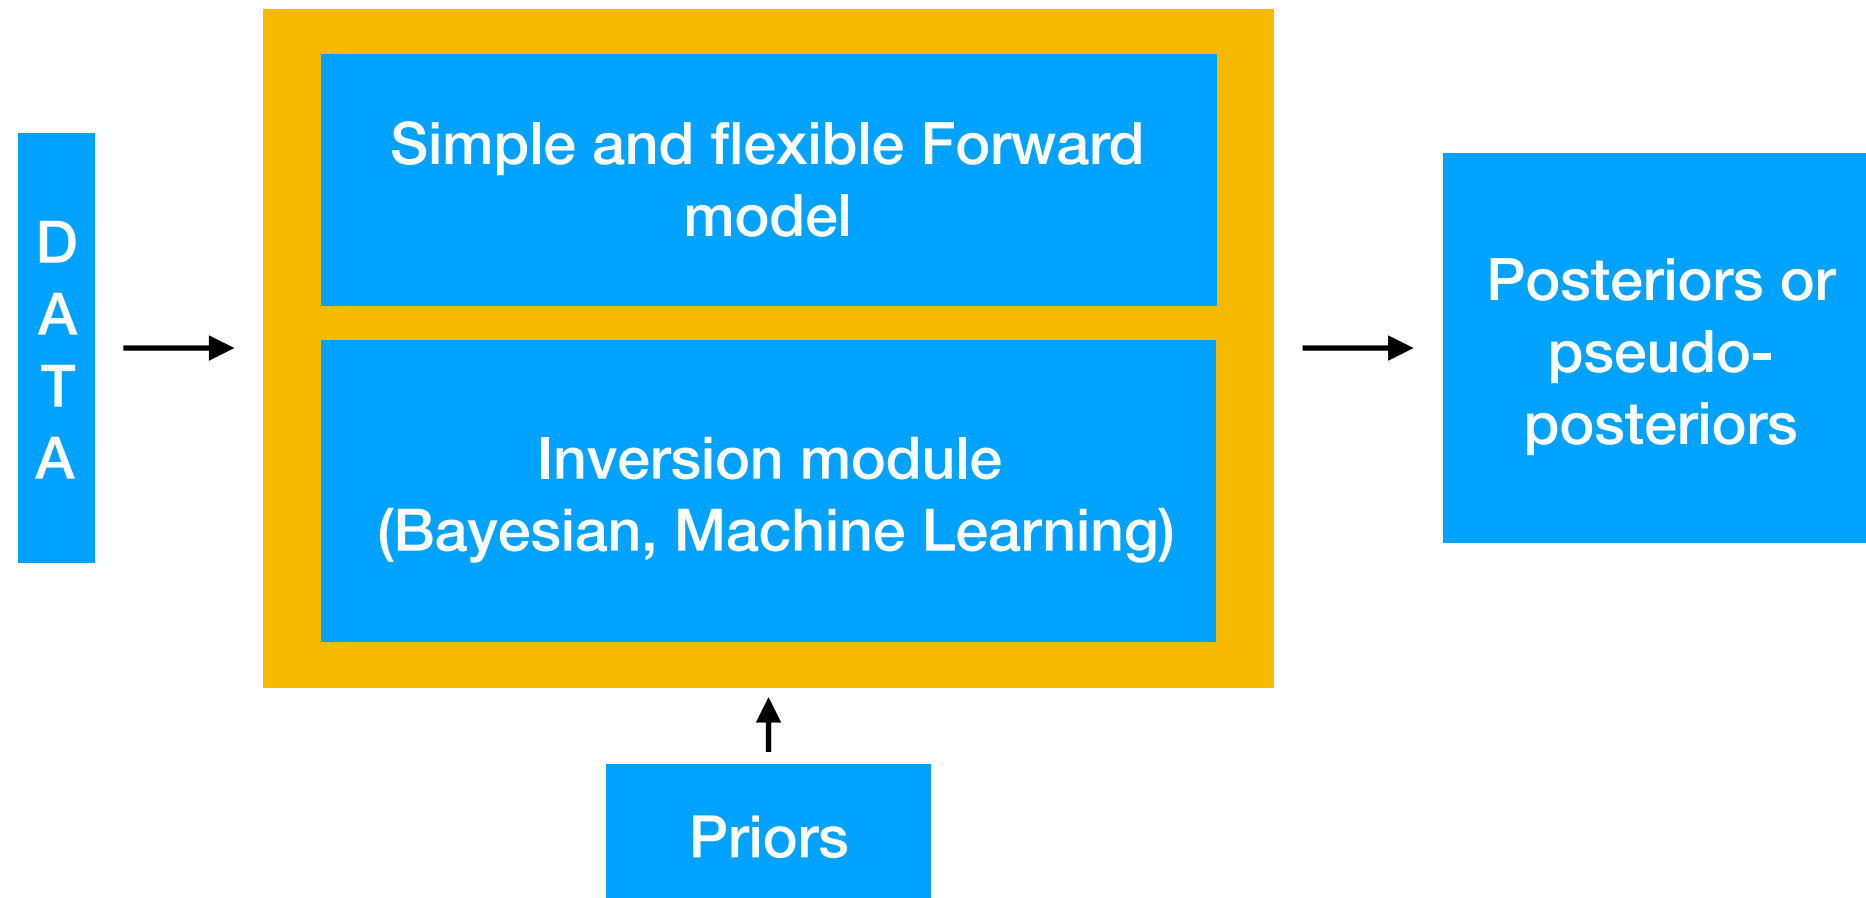 D
A
T
A
Simple and flexible Forward
model
Inversion module
(Bayesian, Machine Learning)
Posteriors or
pseudo-
posteriors
Priors